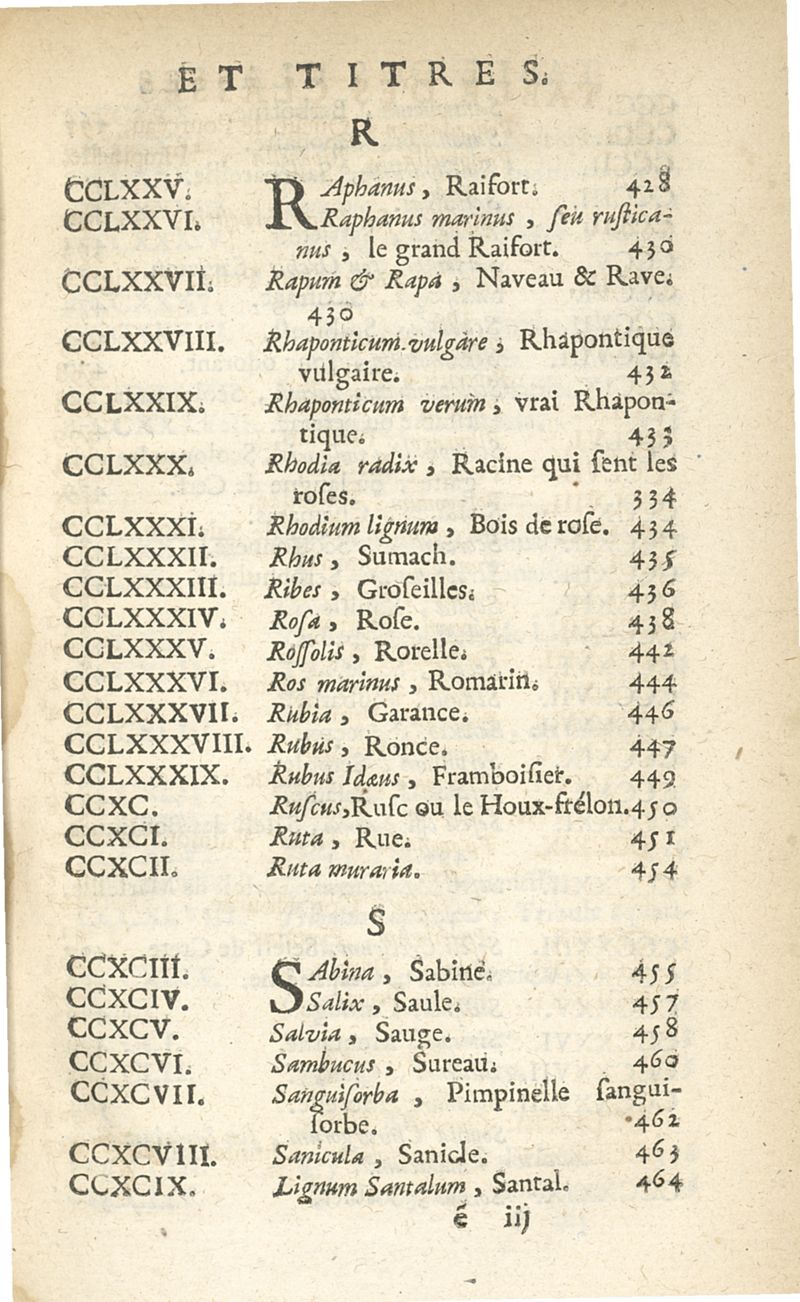 ET TITRES.
R
CCLXXV. RAphanus, Raifort. 428
CCLXXVI. Raphanus marinus, ſeu ruſtica-
nus, le grand Raifort. 430
CCLXXVII. Rapum & Rapa, Naveau & Rave.
430
CCLXXVIII. Rhaponticum vulgare, Rhapontique
vulgaire. 432
CCLXXIX. Rhaponticum verum, vrai Rhapon-
tique. 433
CCLXXX. Rhodia radix, Racine qui ſent les
roſes. 334
CCLXXXI. Rhodium lignum, Bois de roſe. 434
CCLXXXII. Rhus, Sumach. 435
CCLXXXIII. Ribes, Groſeilles. 436
CCLXXXIV. Roſa, Roſe. 438
CCLXXXV. Roſſolis, Rorelle. 442
CCLXXXVI. Ros marinus, Romarin. 444
CCLXXXVII. Rubia, Garance. 446
CCLXXXVIII. Rubus, Ronce. 447
CCLXXXIX. Rubus Idæus, Framboiſier. 449
CCXC. Ruſcus, Ruſc ou le Houx-frélon. 450
CCXCI. Ruta, Rue. 451
CCXCII. Ruta muraria. 454
S
CCXCIII. SAbina, Sabine. 455
CCXCIV. Salix, Saule. 457
CCXCV. Salvia, Sauge. 458
CCXCVI. Sambucus, Sureau. 460
CCXCVII. Sanguiſorba, Pimpinelle ſangui-
ſorbe. 462
CCXCVIII. Sanicula, Sanicle. 463
CCXCIX. Lignum Santalum, Santal. 464
é iij